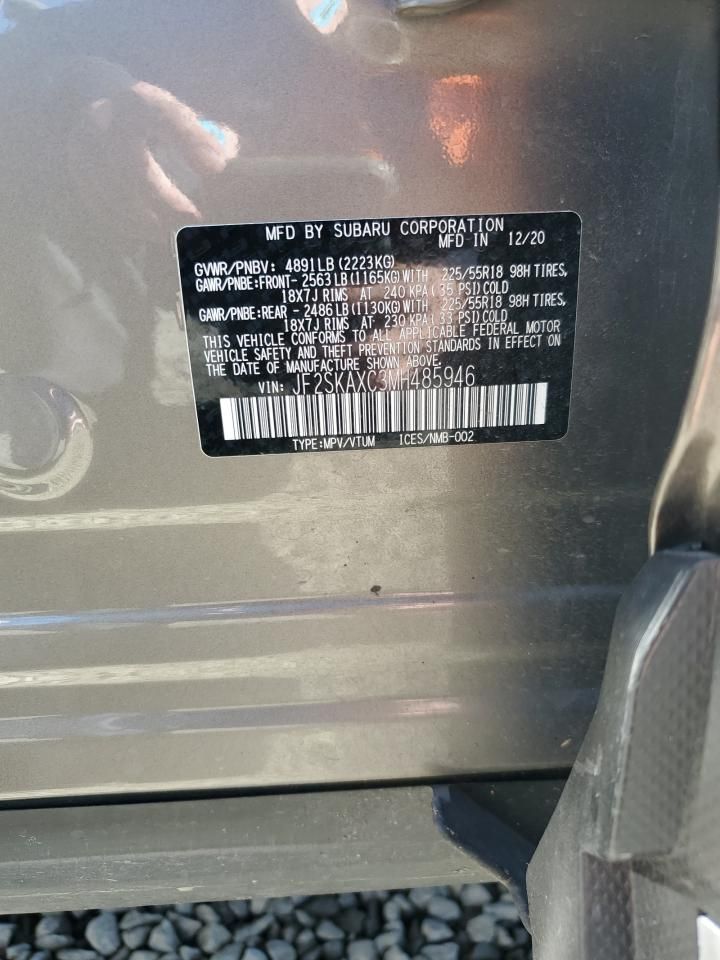 MFD BY SUBARU CORPORATION
MFD IN 12/20
GVWR/PNBV: 4891LB(2223KG)
GAWR/PNBE:FRONT- 2563LB(1165KG)WITH 225/55R18 98H TIRES,
18X7J RIMS AT 240 KPA(35 PSI)COLD
GAWR/PNBE:REAR - 2486LB(1130KG)WITH 225/55R18 98H TIRES,
18X7J RIMS AT 230 KPA(33 PSI)COLD
THIS VEHICLE CONFORMS TO ALL APPLICABLE FEDERAL MOTOR
VEHICLE SAFETY AND THEFT PREVENTION STANDARDS IN EFFECT ON
THE DATE OF MANUFACTURE SHOWN ABOVE.
VIN: JF2SKAXC3MH485946
TYPE:MPV/VTUM ICES/NMB-002